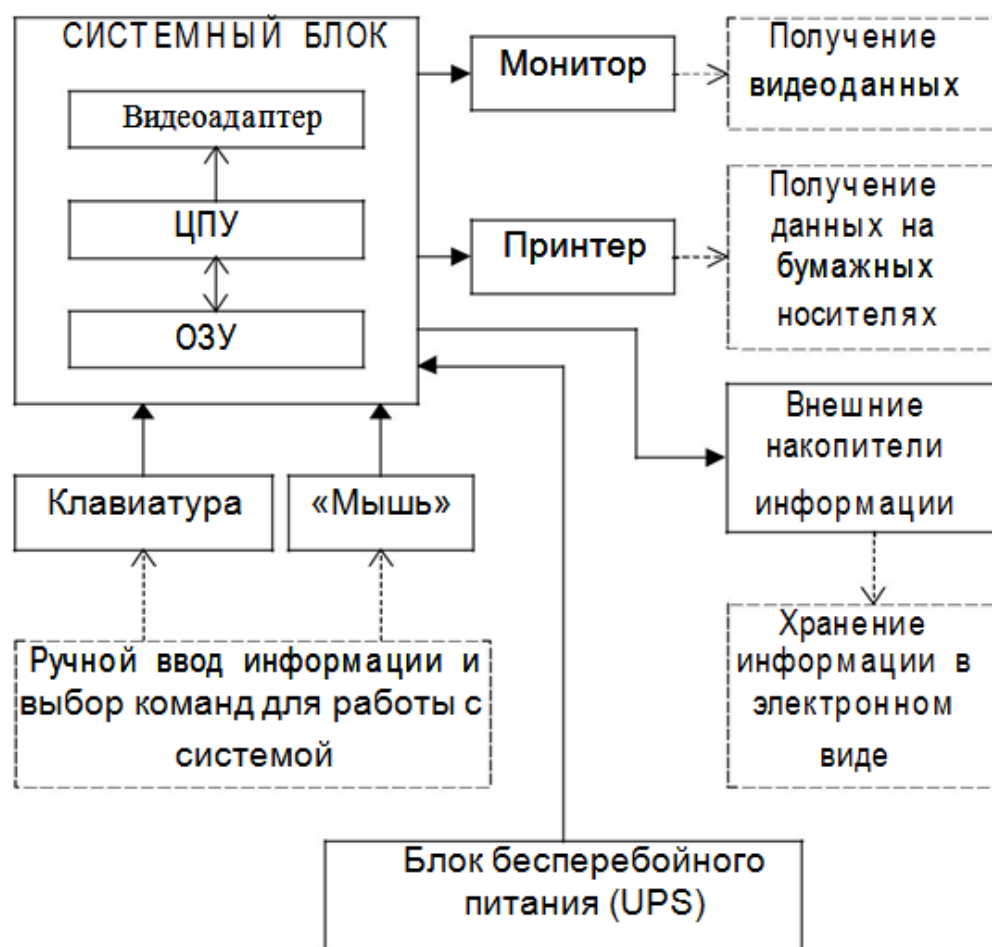 СИСТЕМНЫЙ БЛОК
Видеоадаптер
ЦПУ
ОЗУ
Монитор
Получение
видеоданных
Принтер
Получение
данных на
бумажных
носителях
Внешние
накопители
информации
Клавиатура
«Мышь»
Ручной ввод информации и
выбор команд для работы с
системой
Хранение
информации в
электронном
виде
Блок бесперебойного
питания (UPS)